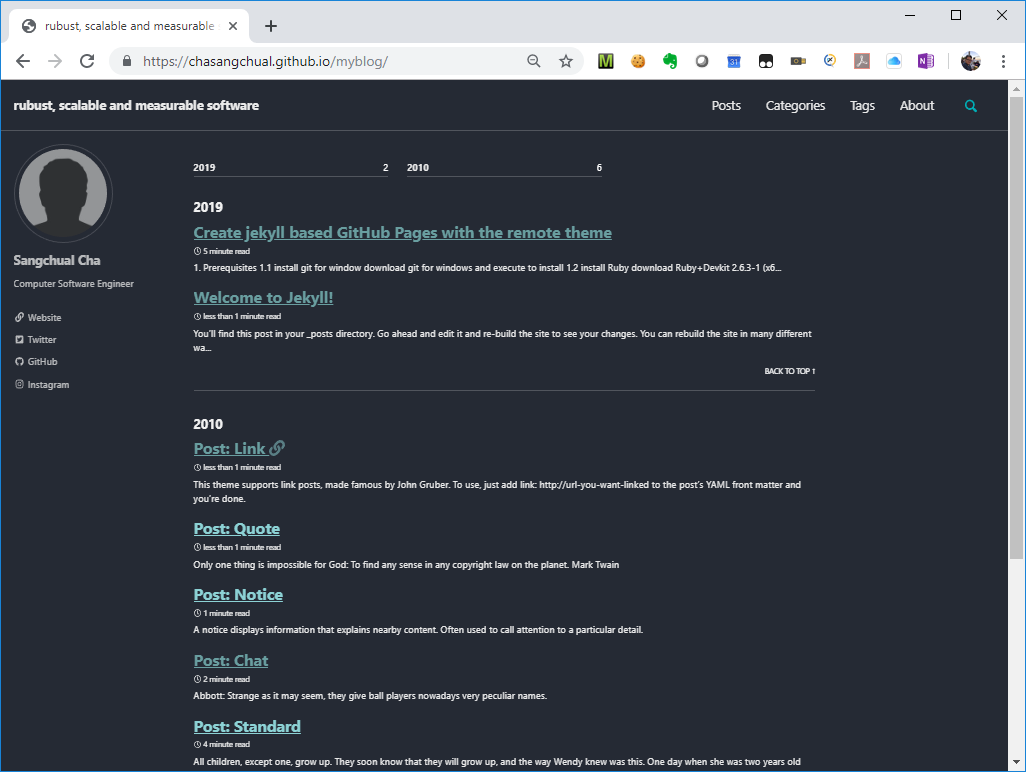 rubust, scalable and measurable
https://chasangchual.github.io/myblog/
rubust, scalable and measurable software
Posts Categories Tags About
Sangchual Cha
Computer Software Engineer
Website
Twitter
GitHub
Instagram
2019 2 2010 6
2019
Create jekyll based GitHub Pages with the remote theme
5 minute read
1. Prerequisites 1.1 install git for window download git for windows and execute to install 1.2 install Ruby download Ruby+Devkit 2.6.3-1 (x6...
Welcome to Jekyll!
less than 1 minute read
You'll find this post in your _posts directory. Go ahead and edit it and re-build the site to see your changes. You can rebuild the site in many different
wa...
BACK TO TOP ↑
2010
Post: Link
less than 1 minute read
This theme supports link posts, made famous by John Gruber. To use, just add link: http://url-you-want-linked to the post's YAML front matter and
you're done.
Post: Quote
less than 1 minute read
Only one thing is impossible for God: To find any sense in any copyright law on the planet. Mark Twain
Post: Notice
1 minute read
A notice displays information that explains nearby content. Often used to call attention to a particular detail.
Post: Chat
2 minute read
Abbott: Strange as it may seem, they give ball players nowadays very peculiar names.
Post: Standard
4 minute read
All children, except one, grow up. They soon know that they will grow up, and the way Wendy knew was this. One day when she was two years old